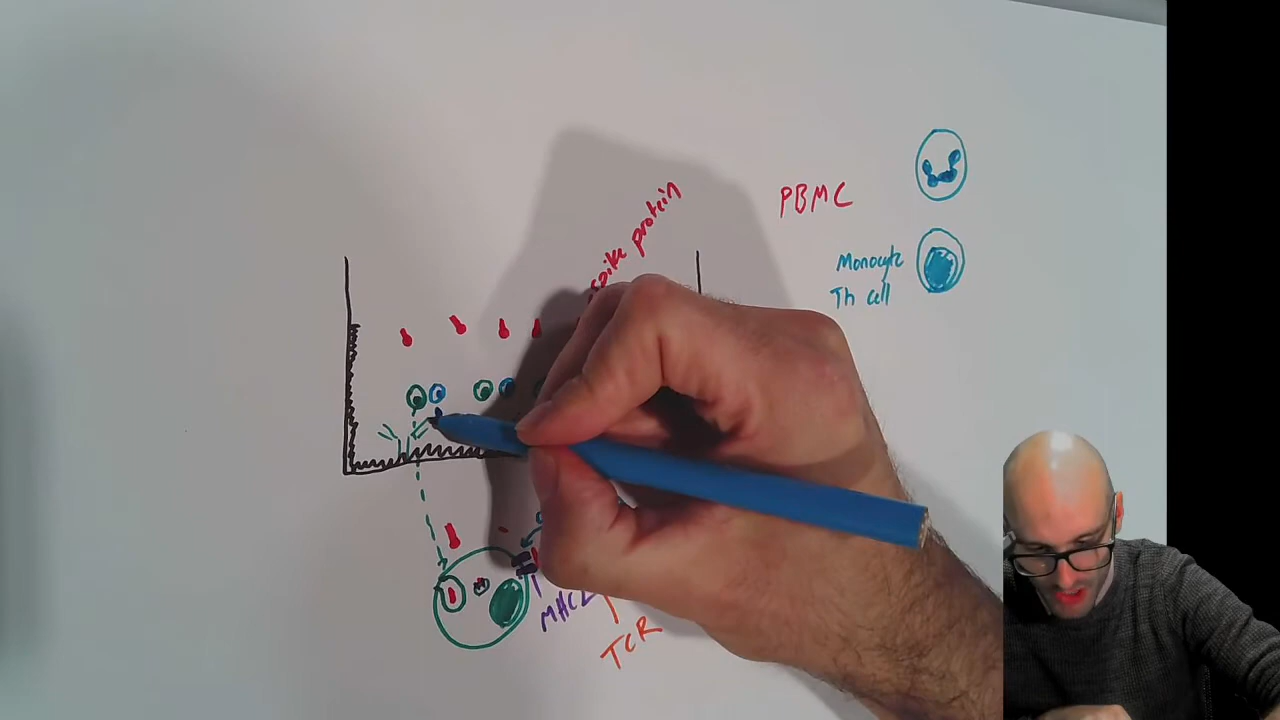 spike protein
PBMC
Monocyte
Th cell
TCR